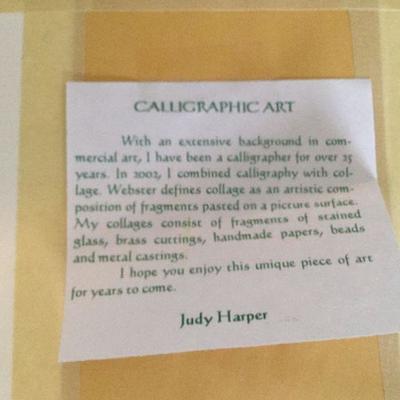 CALLIGRAPHIC ART
With an extensive background in com-
mercial art, I have been a calligrapher for over 25
years. In 2002, I combined calligraphy with col-
lage. Webster defines collage as an artistic com-
position of fragments pasted on a picture surface.
My collages consist of fragments of stained
glass, brass cuttings, handmade papers, beads
and metal castings.
I hope you enjoy this unique piece of art
for years to come.
Judy Harper